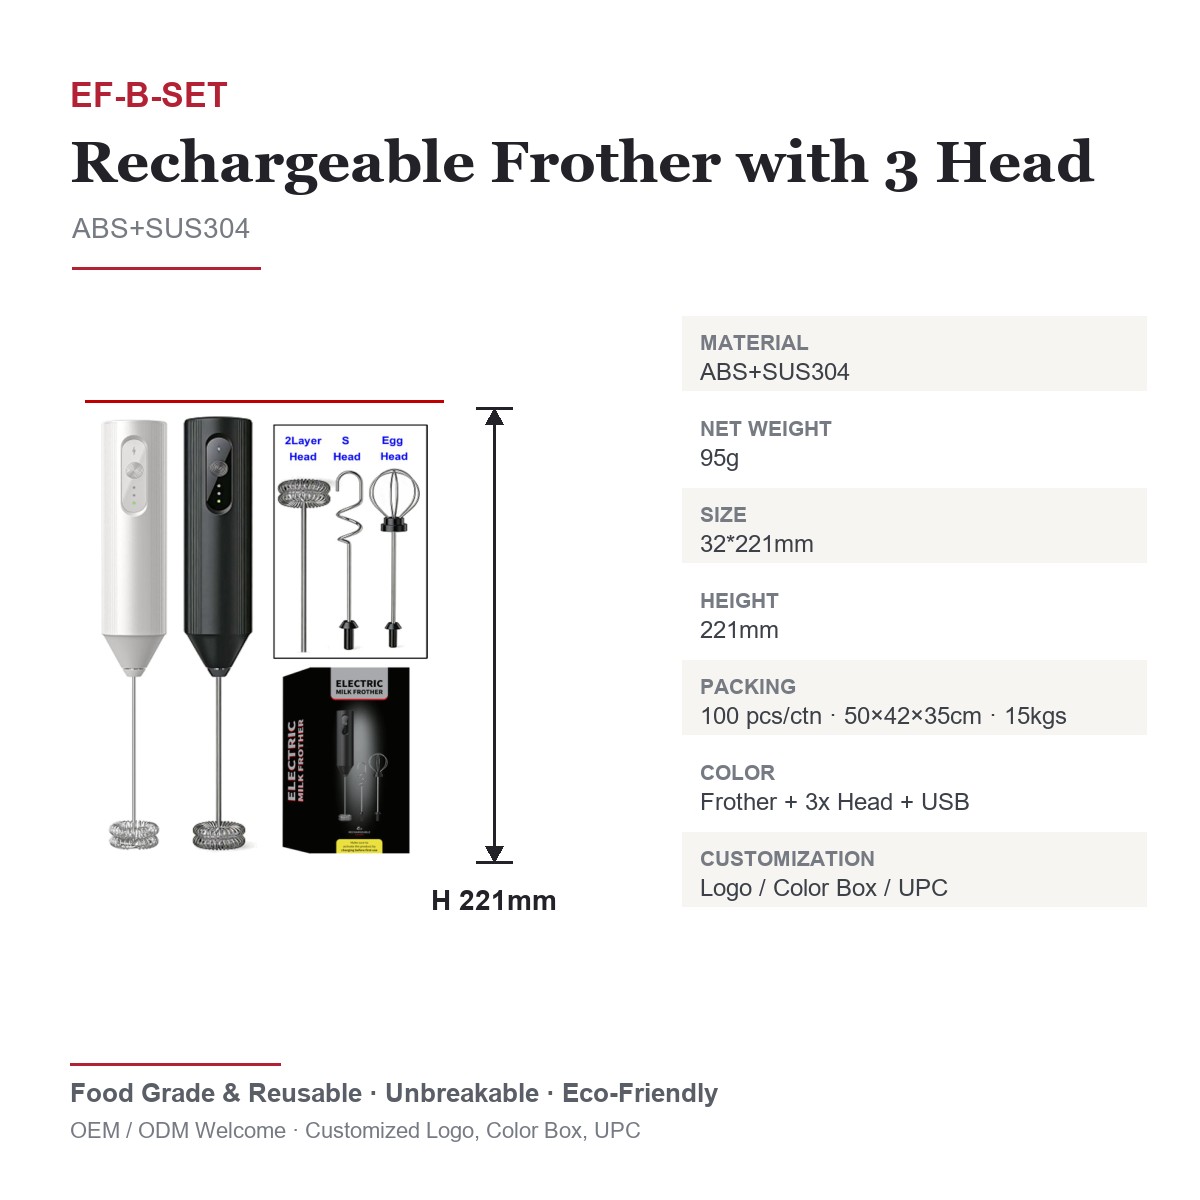 EF-B-SET
Rechargeable Frother with 3 Head
ABS+SUS304
2Layer Head
S Head
Egg Head
ELECTRIC
MILK FROTHER
ELECTRIC
MILK FROTHER
H 221mm
MATERIAL
ABS+SUS304
NET WEIGHT
95g
SIZE
32*221mm
HEIGHT
221mm
PACKING
100 pcs/ctn · 50×42×35cm · 15kgs
COLOR
Frother + 3x Head + USB
CUSTOMIZATION
Logo / Color Box / UPC
Food Grade & Reusable · Unbreakable · Eco-Friendly
OEM / ODM Welcome · Customized Logo, Color Box, UPC